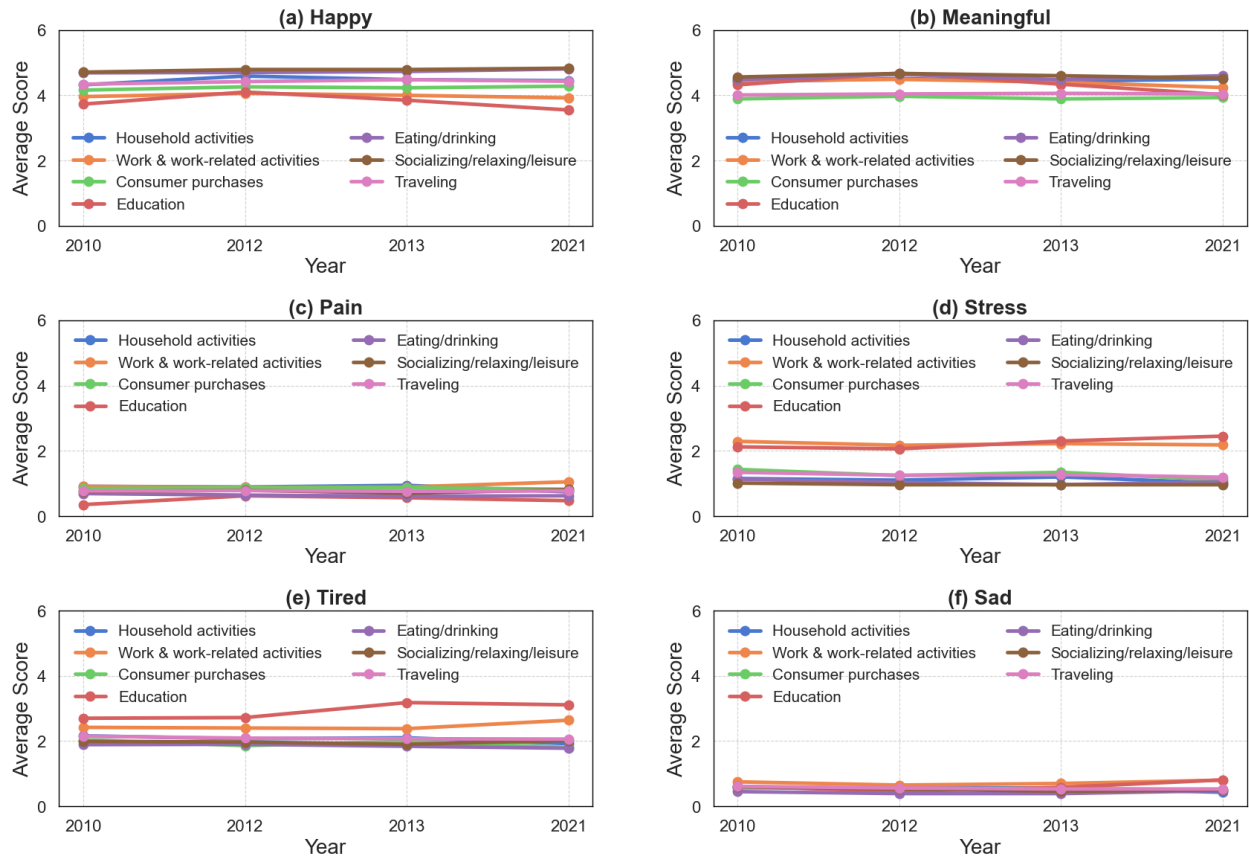 (a) Happy
Average Score
6
4
2
0
Household activities
Work & work-related activities
Consumer purchases
Education
Eating/drinking
Socializing/relaxing/leisure
Traveling
2010 2012 2013 2021
Year
(b) Meaningful
Average Score
6
4
2
0
Household activities
Work & work-related activities
Consumer purchases
Education
Eating/drinking
Socializing/relaxing/leisure
Traveling
2010 2012 2013 2021
Year
(c) Pain
Average Score
6
4
2
0
Household activities
Work & work-related activities
Consumer purchases
Education
Eating/drinking
Socializing/relaxing/leisure
Traveling
2010 2012 2013 2021
Year
(d) Stress
Average Score
6
4
2
0
Household activities
Work & work-related activities
Consumer purchases
Education
Eating/drinking
Socializing/relaxing/leisure
Traveling
2010 2012 2013 2021
Year
(e) Tired
Average Score
6
4
2
0
Household activities
Work & work-related activities
Consumer purchases
Education
Eating/drinking
Socializing/relaxing/leisure
Traveling
2010 2012 2013 2021
Year
(f) Sad
Average Score
6
4
2
0
Household activities
Work & work-related activities
Consumer purchases
Education
Eating/drinking
Socializing/relaxing/leisure
Traveling
2010 2012 2013 2021
Year